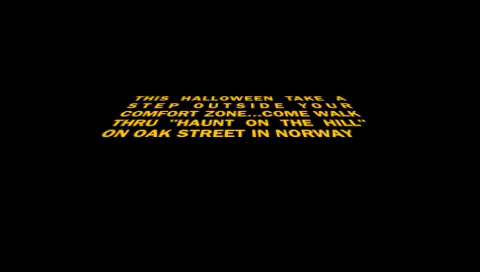 THIS HALLOWEEN TAKE A
STEP OUTSIDE YOUR
COMFORT ZONE...COME WALK
THRU "HAUNT ON THE HILL"
ON OAK STREET IN NORWAY